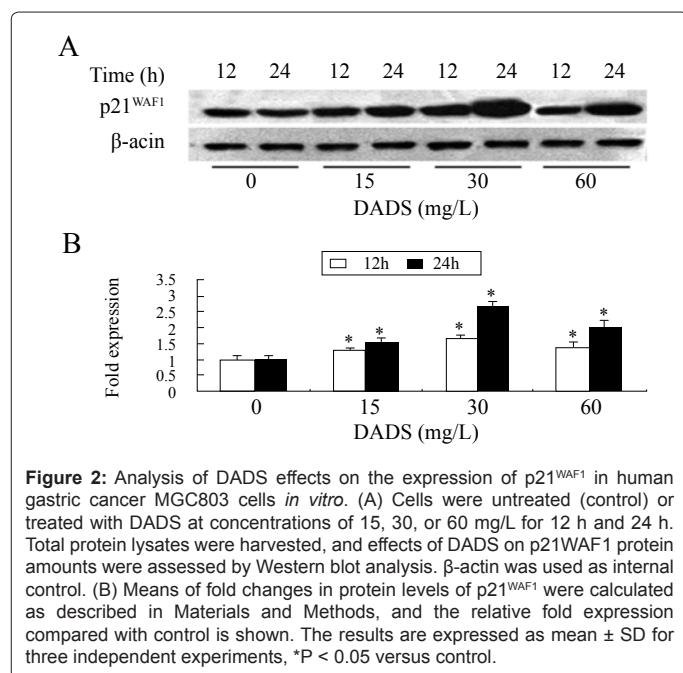 A
Time (h) 12 24 12 24 12 24 12 24
p21WAF1
β-acin
0 15 30 60
DADS (mg/L)
B
12h 24h
Fold expression
3.5
3
2.5
2
1.5
1
0.5
0
* * * * * *
0 15 30 60
DADS (mg/L)
Figure 2: Analysis of DADS effects on the expression of p21WAF1 in human
gastric cancer MGC803 cells in vitro. (A) Cells were untreated (control) or
treated with DADS at concentrations of 15, 30, or 60 mg/L for 12 h and 24 h.
Total protein lysates were harvested, and effects of DADS on p21WAF1 protein
amounts were assessed by Western blot analysis. β-actin was used as internal
control. (B) Means of fold changes in protein levels of p21WAF1 were calculated
as described in Materials and Methods, and the relative fold expression
compared with control is shown. The results are expressed as mean ± SD for
three independent experiments, *P < 0.05 versus control.